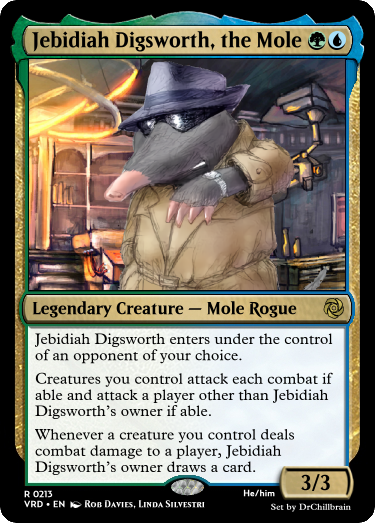 Jebidiah Digsworth, the Mole
Legendary Creature — Mole Rogue
Jebidiah Digsworth enters under the control
of an opponent of your choice.
Creatures you control attack each combat if
able and attack a player other than Jebidiah
Digsworth's owner if able.
Whenever a creature you control deals
combat damage to a player, Jebidiah
Digsworth's owner draws a card.
3/3
R 0213
He/him
VRD • EN Rob Davies, Linda Silvestri
Set by DrChillbrain